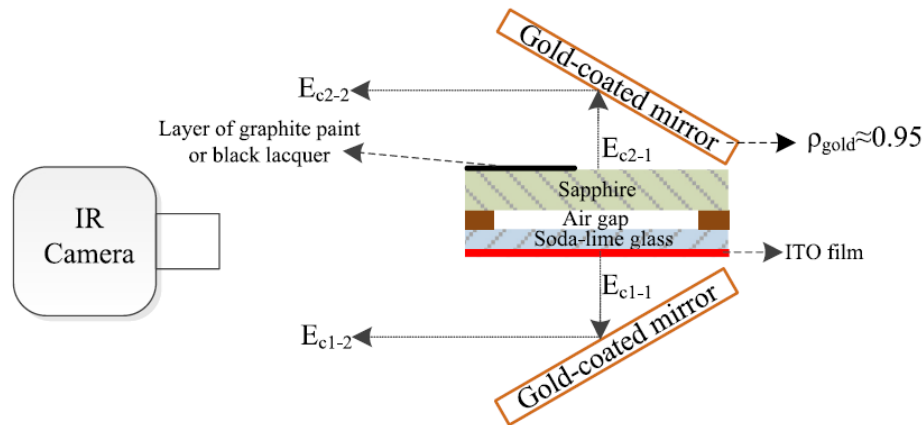 Gold-coated mirror
E_c2-2
Layer of graphite paint
or black lacquer
E_c2-1
ρ_gold≈0.95
Sapphire
IR
Camera
Air gap
Soda-lime glass
ITO film
E_c1-1
E_c1-2
Gold-coated mirror